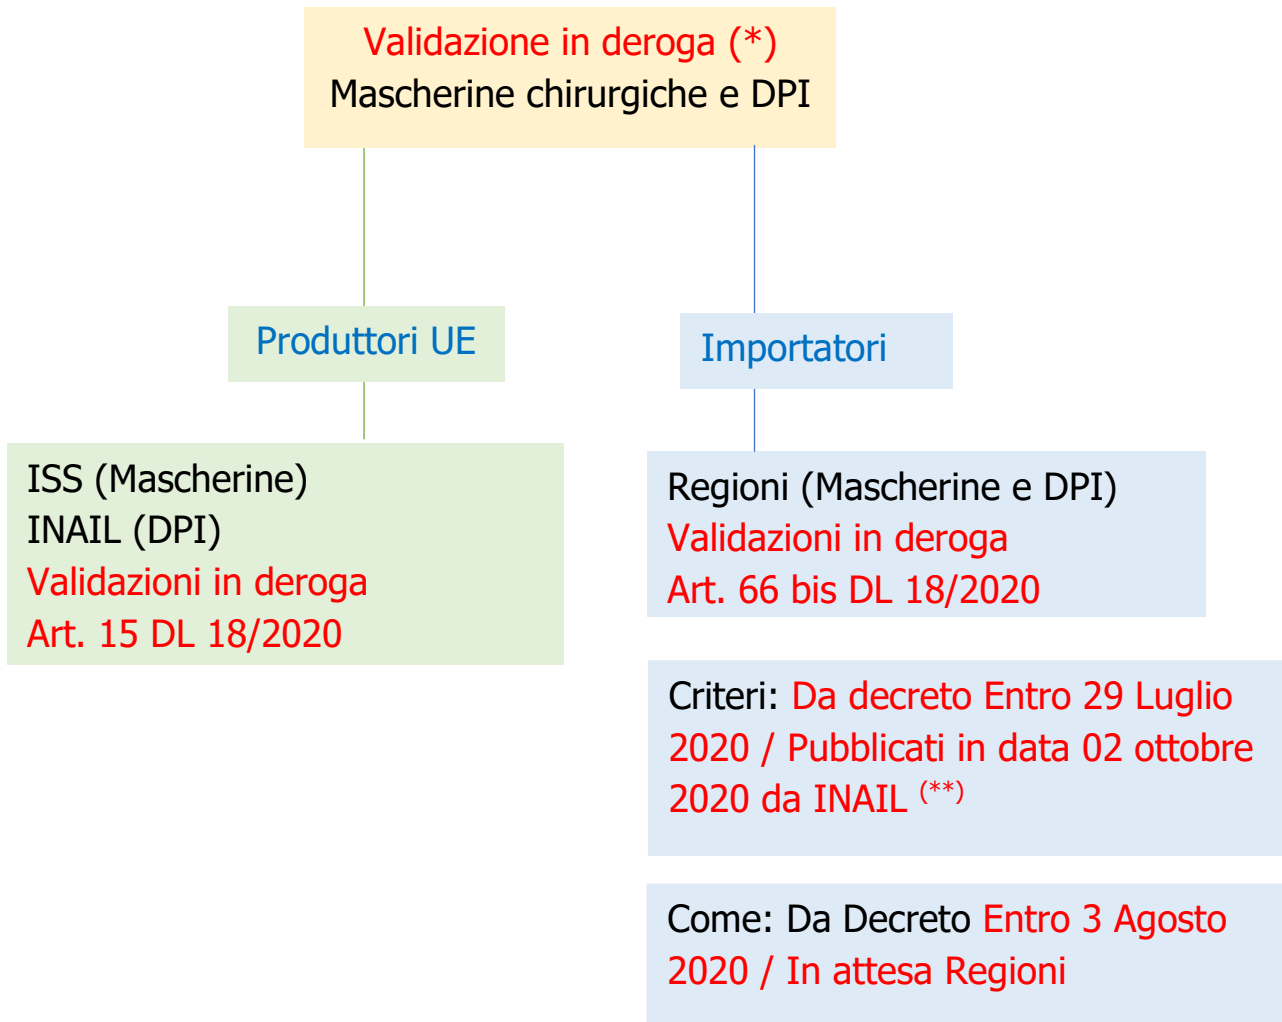 Validazione in deroga (*)
Mascherine chirurgiche e DPI
Produttori UE
Importatori
ISS (Mascherine)
INAIL (DPI)
Validazioni in deroga
Art. 15 DL 18/2020
Regioni (Mascherine e DPI)
Validazioni in deroga
Art. 66 bis DL 18/2020
Criteri: Da decreto Entro 29 Luglio
2020 / Pubblicati in data 02 ottobre
2020 da INAIL (**)
Come: Da Decreto Entro 3 Agosto
2020 / In attesa Regioni